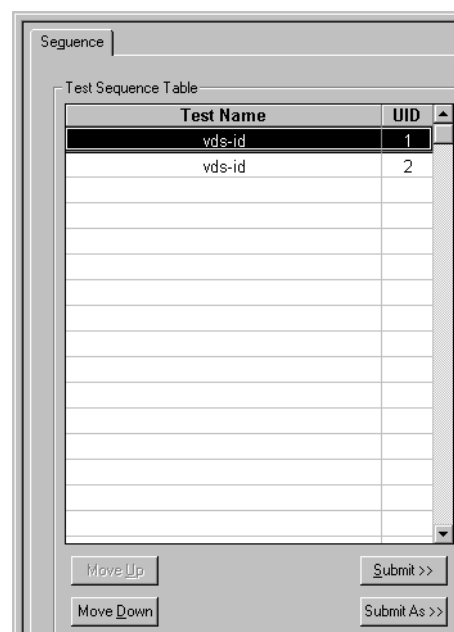 Sequence
Test Sequence Table
Test Name UID
vds-id 1
vds-id 2
Move Up Submit >>
Move Down Submit As >>